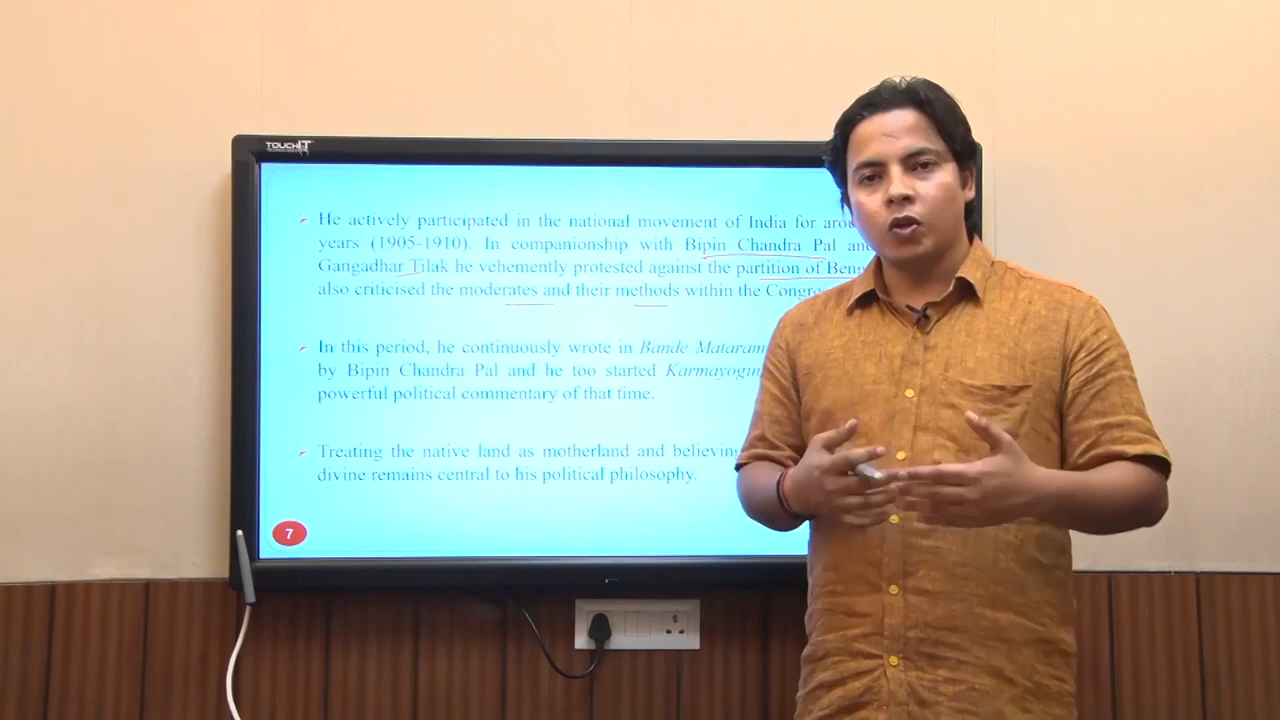 TOUCHIT
TECHNOLOGIES
He actively participated in the national movement of India for
years (1905-1910). In companionship with Bipin Chandra Pal and
Gangadhar Tilak he vehemently protested against the partition of
also criticised the moderates and their methods within the
In this period, he continuously wrote in Bande Mataram
by Bipin Chandra Pal and he too started Karmayogin
powerful political commentary of that time.
Treating the native land as motherland and believing
divine remains central to his political philosophy.
7